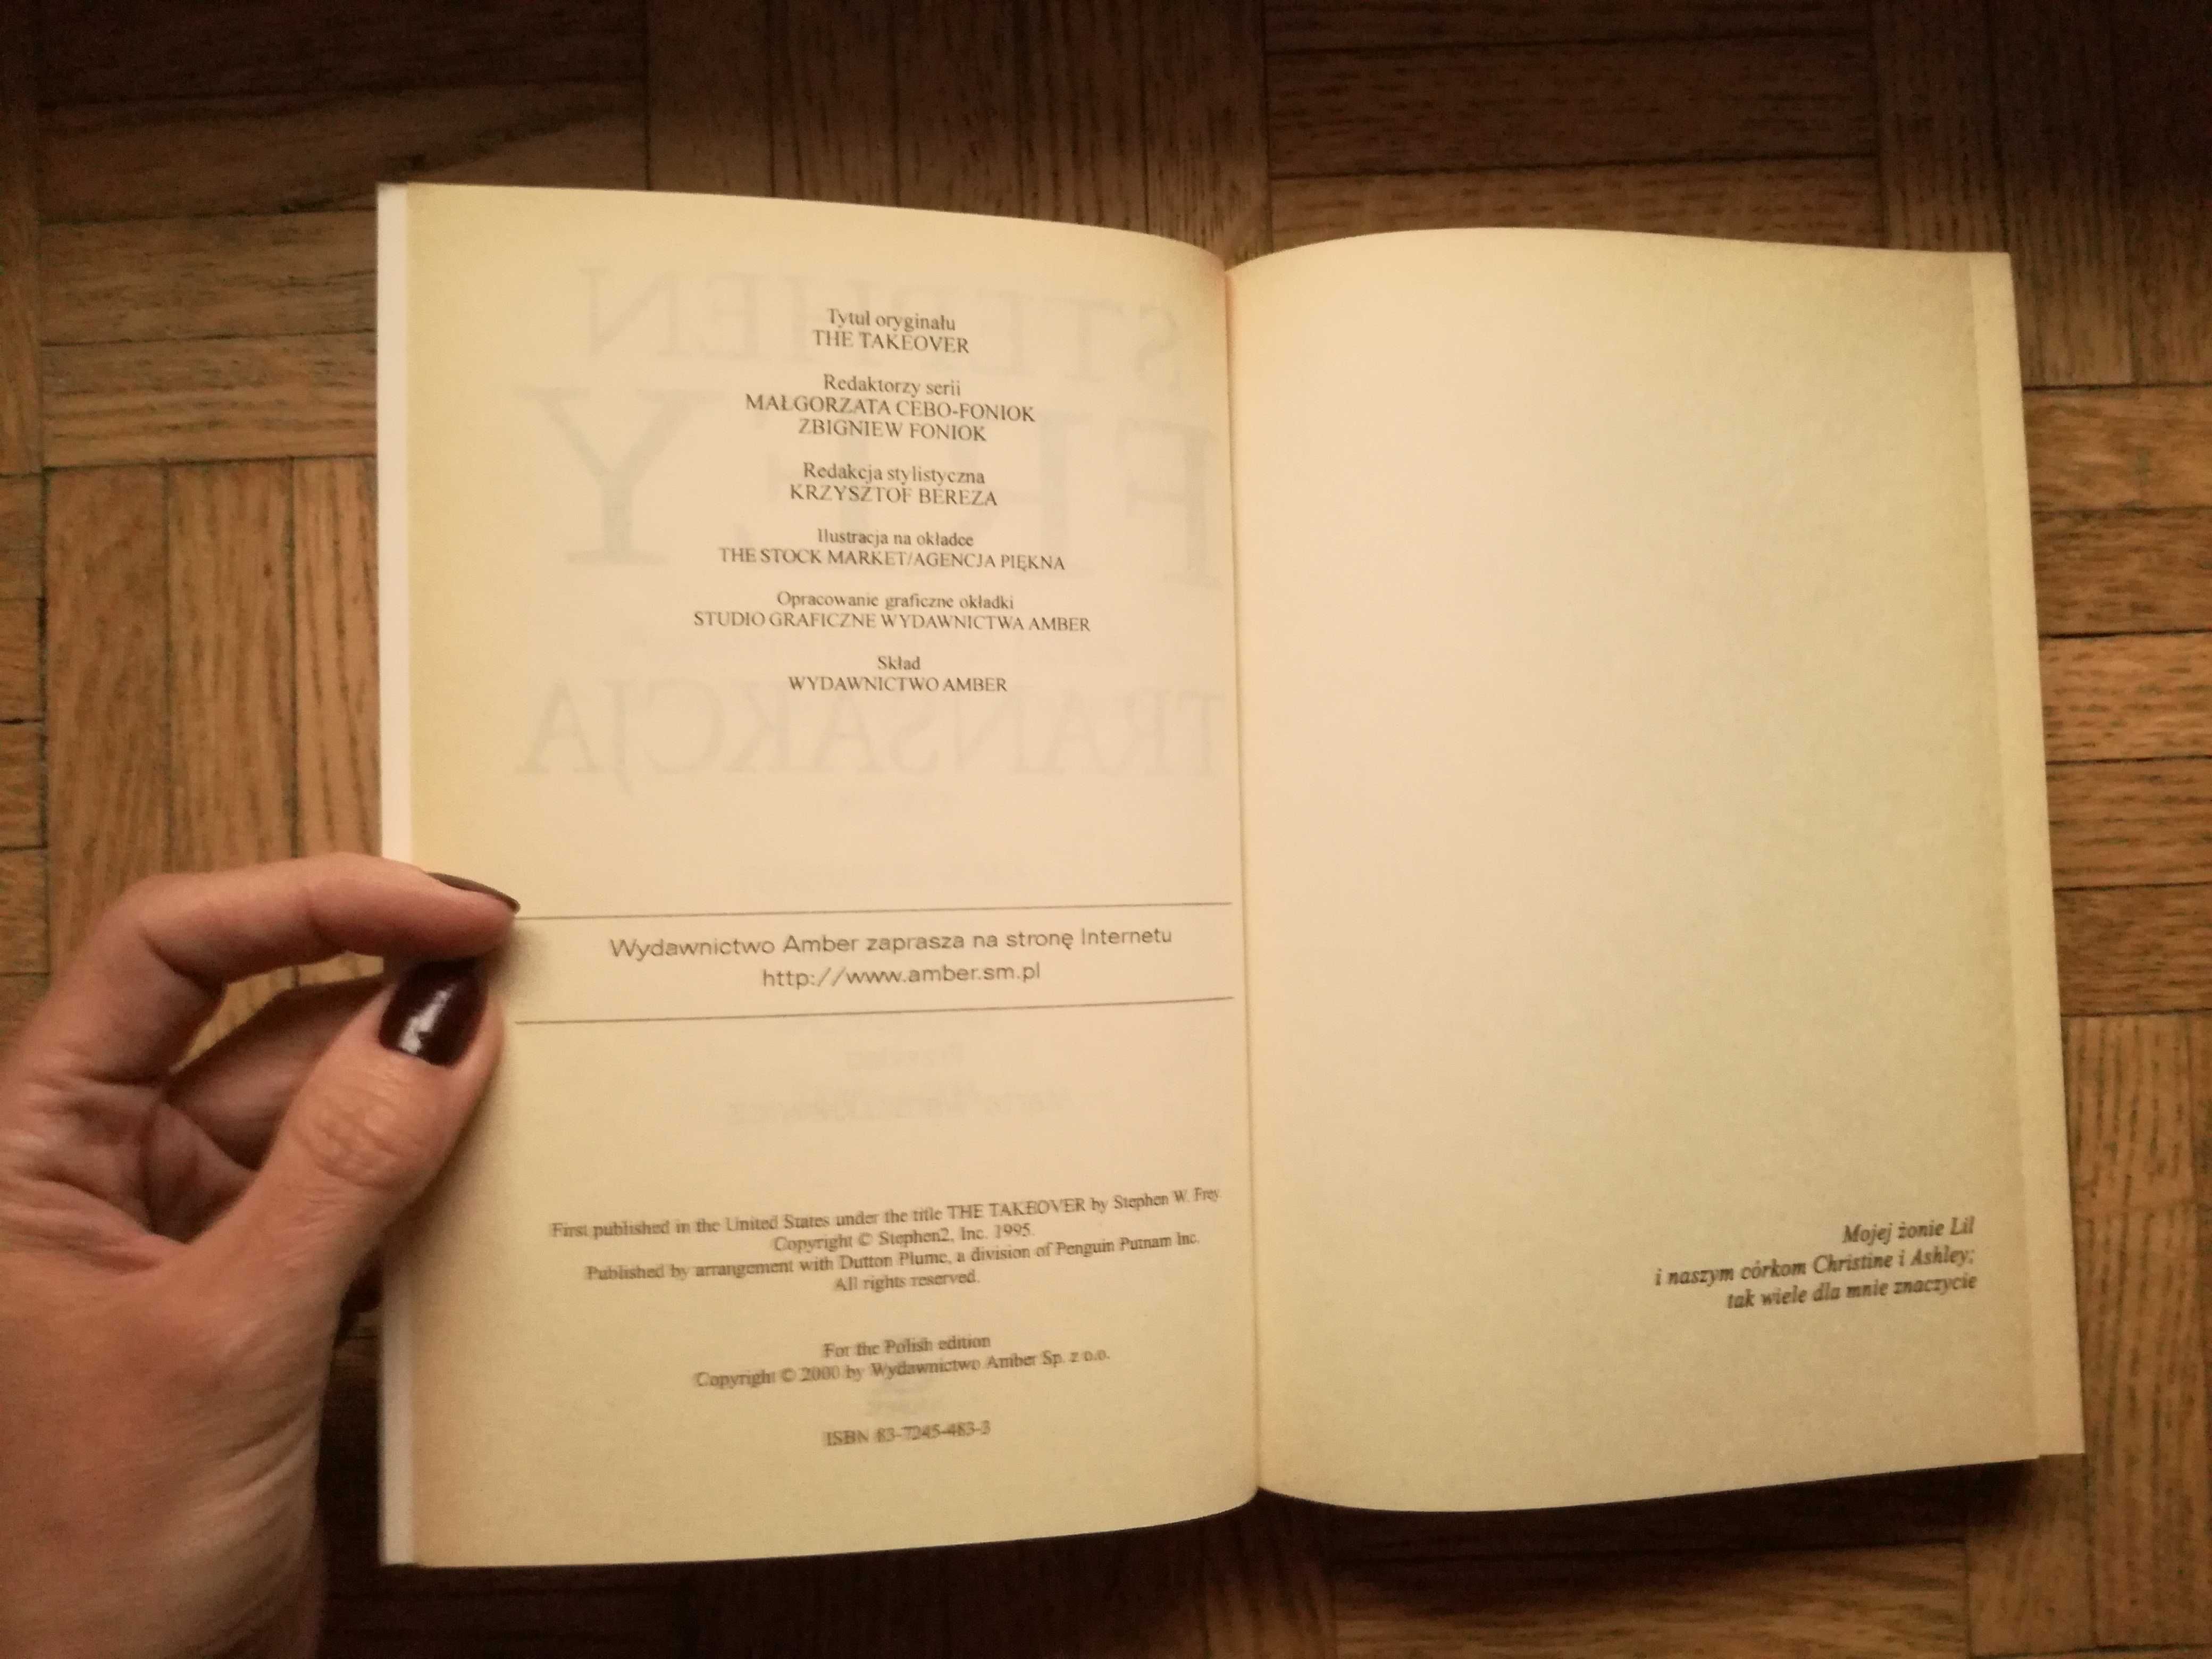 Tytuł oryginału
THE TAKEOVER
Redaktorzy serii
MAŁGORZATA CEBO-FONIOK
ZBIGNIEW FONIOK
Redakcja stylistyczna
KRZYSZTOF BEREZA
Ilustracja na okładce
THE STOCK MARKET/AGENCJA PIĘKNA
Opracowanie graficzne okładki
STUDIO GRAFICZNE WYDAWNICTWA AMBER
Skład
WYDAWNICTWO AMBER
Wydawnictwo Amber zaprasza na stronę Internetu
http://www.amber.sm.pl
First published in the United States under the title THE TAKEOVER by Stephen W. Frey
Copyright © Stephen2, Inc. 1995.
Published by arrangement with Dutton Plume, a division of Penguin Putnam Inc.
All rights reserved.
For the Polish edition
Copyright © 2000 by Wydawnictwo Amber Sp. z o.o.
ISBN 83-7245-483-3
Mojej żonie Lil
i naszym córkom Christine i Ashley;
tak wiele dla mnie znaczycie